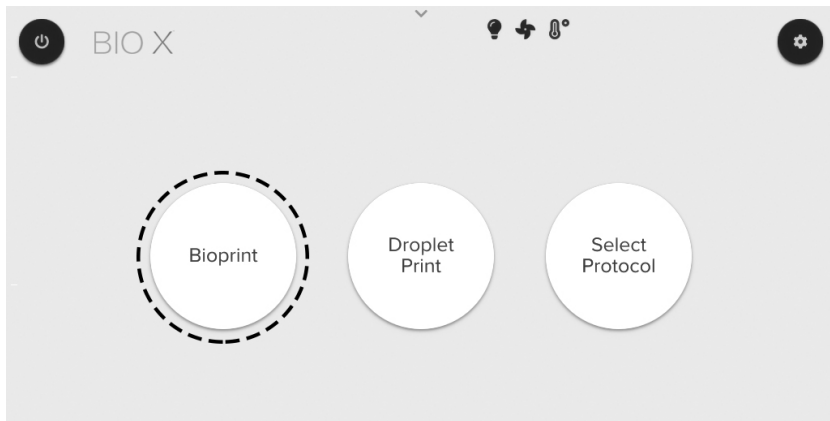 BIO X
Bioprint
Droplet
Print
Select
Protocol